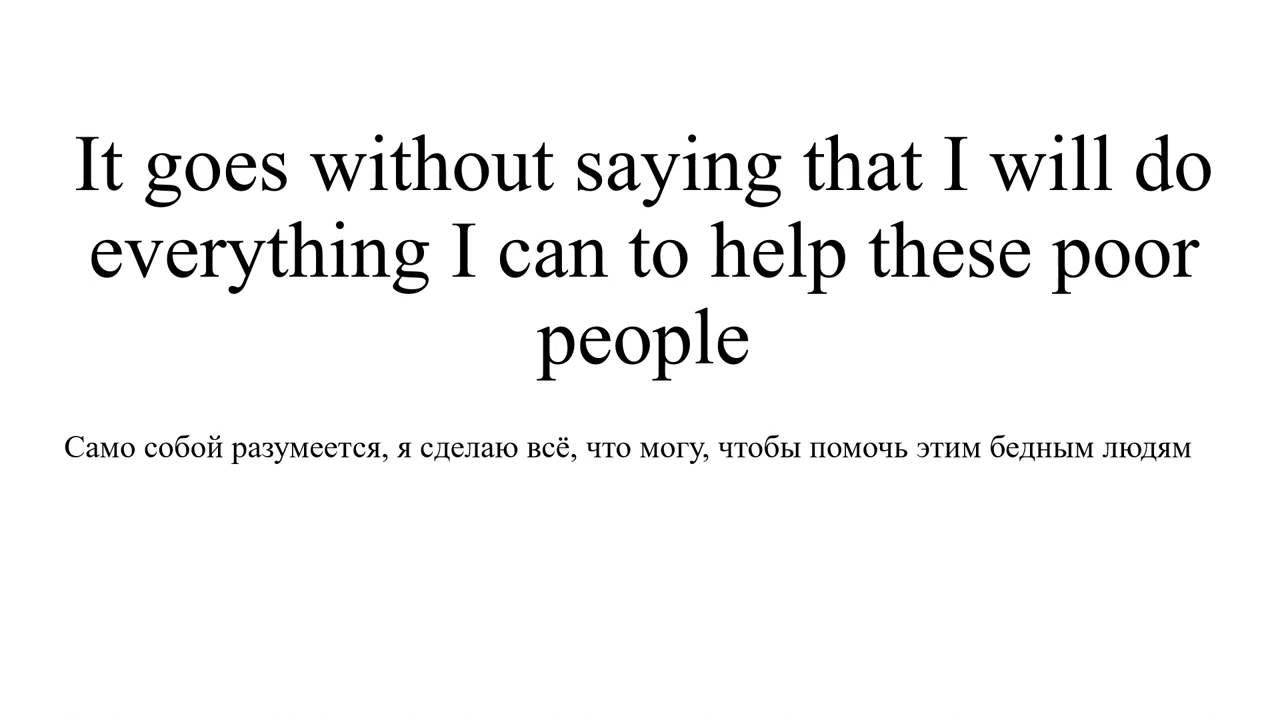 It goes without saying that I will do
everything I can to help these poor
people
Само собой разумеется, я сделаю всё, что могу, чтобы помочь этим бедным людям